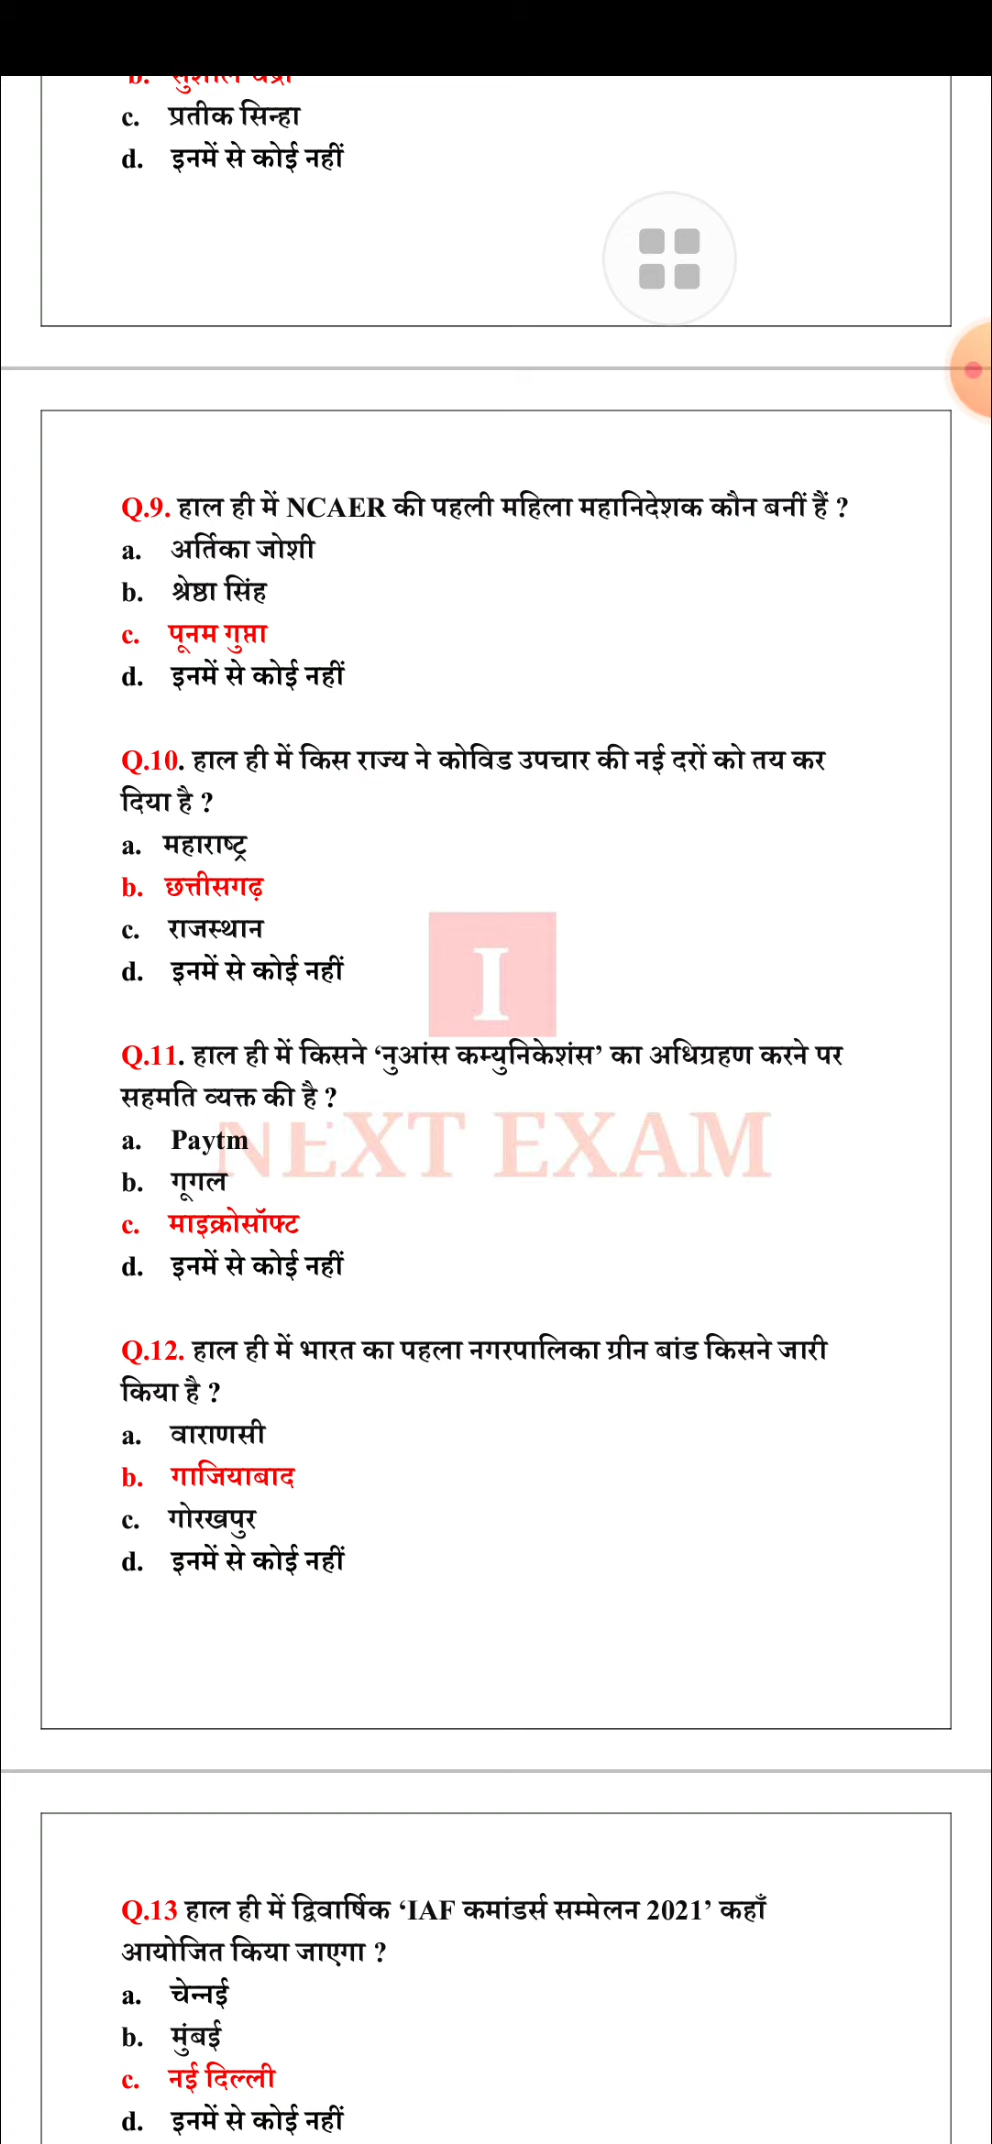 c. प्रतीक सिन्हा
d. इनमें से कोई नहीं
Q.9. हाल ही में NCAER की पहली महिला महानिदेशक कौन बनीं हैं ?
a. अर्तिका जोशी
b. श्रेष्ठा सिंह
c. पूनम गुप्ता
d. इनमें से कोई नहीं
Q.10. हाल ही में किस राज्य ने कोविड उपचार की नई दरों को तय कर
दिया है ?
a. महाराष्ट्र
b. छत्तीसगढ़
c. राजस्थान
d. इनमें से कोई नहीं
I
Q.11. हाल ही में किसने ‘नुआंस कम्युनिकेशंस’ का अधिग्रहण करने पर
सहमति व्यक्त की है ?
NEXT EXAM
a. Paytm
b. गूगल
c. माइक्रोसॉफ्ट
d. इनमें से कोई नहीं
Q.12. हाल ही में भारत का पहला नगरपालिका ग्रीन बांड किसने जारी
किया है ?
a. वाराणसी
b. गाजियाबाद
c. गोरखपुर
d. इनमें से कोई नहीं
Q.13 हाल ही में द्विवार्षिक ‘IAF कमांडर्स सम्मेलन 2021’ कहाँ
आयोजित किया जाएगा ?
a. चेन्नई
b. मुंबई
c. नई दिल्ली
d. इनमें से कोई नहीं